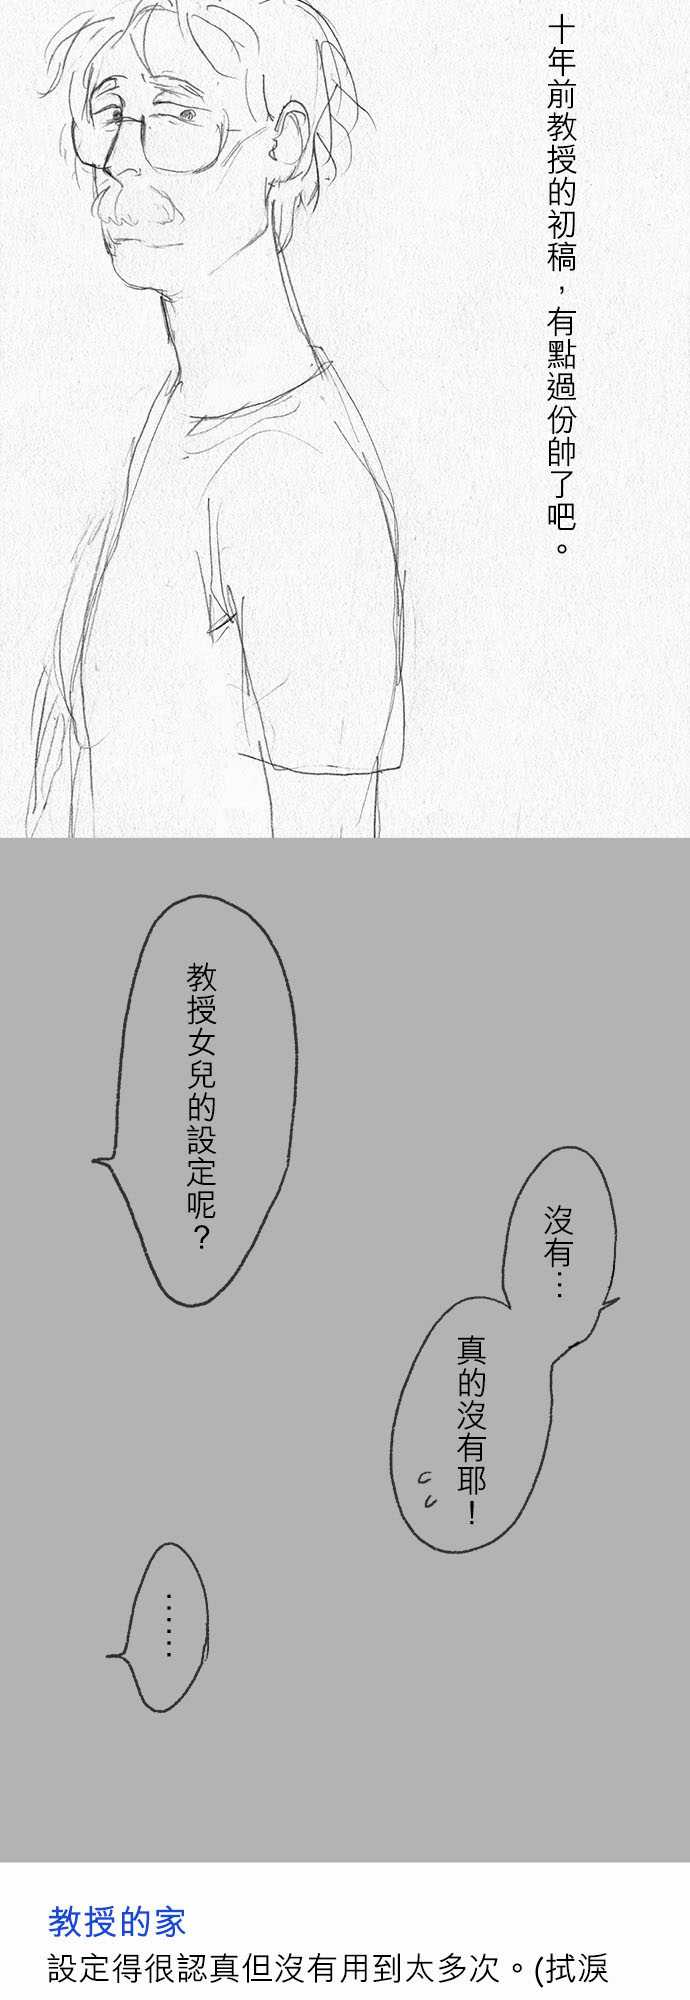 十年前教授的初稿，有點過份帥了吧。
教授女兒的設定呢？
沒有…
真的沒有耶！
……
教授的家
設定得很認真但沒有用到太多次。(拭淚